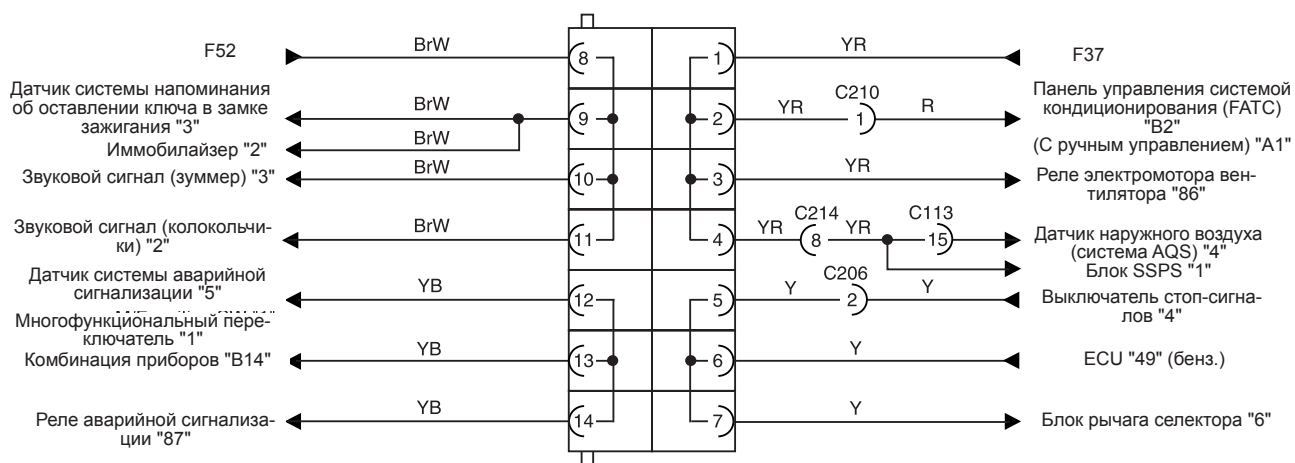 F52
BrW
8
1
YR
F37
Датчик системы напоминания
об оставлении ключа в замке
зажигания "3"
BrW
9
2
YR
C210
1
R
Панель управления системой
кондиционирования (FATC)
"B2"
(С ручным управлением) "A1"
Иммобилайзер "2"
BrW
Звуковой сигнал (зуммер) "3"
BrW
10
3
YR
Реле электромотора вен-
тилятора "86"
Звуковой сигнал (колокольчи-
ки) "2"
BrW
11
4
YR
C214
8
YR
C113
15
Датчик наружного воздуха
(система AQS) "4"
Блок SSPS "1"
Датчик системы аварийной
сигнализации "5"
YB
12
5
Y
C206
2
Y
Выключатель стоп-сигна-
лов "4"
Многофункциональный пере-
ключатель "1"
Комбинация приборов "B14"
YB
13
6
Y
ECU "49" (бенз.)
Реле аварийной сигнализа-
ции "87"
YB
14
7
Y
Блок рычага селектора "6"